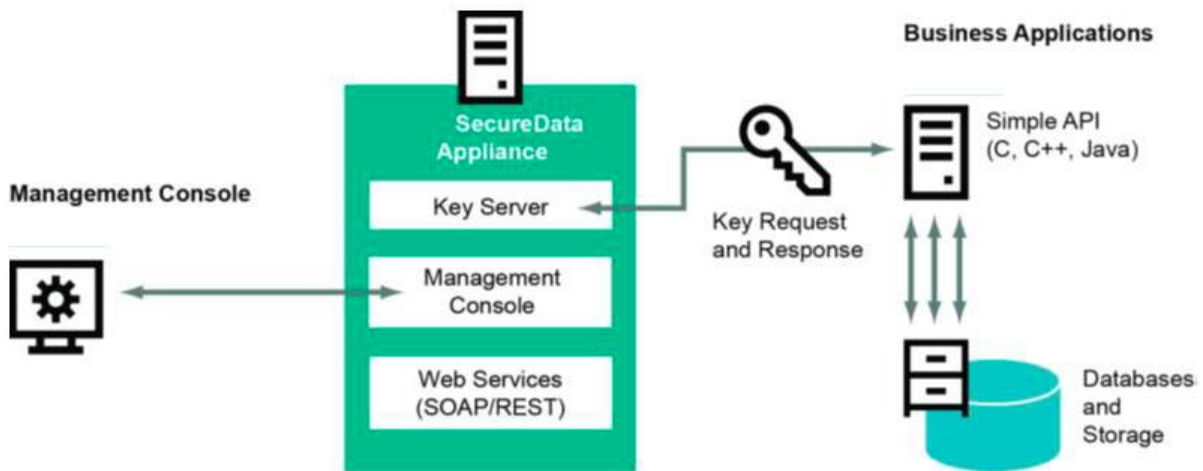 Business Applications
SecureData
Appliance
Simple API
(C, C++, Java)
Management Console
Key Server
Key Request
and Response
Management
Console
Web Services
(SOAP/REST)
Databases
and
Storage